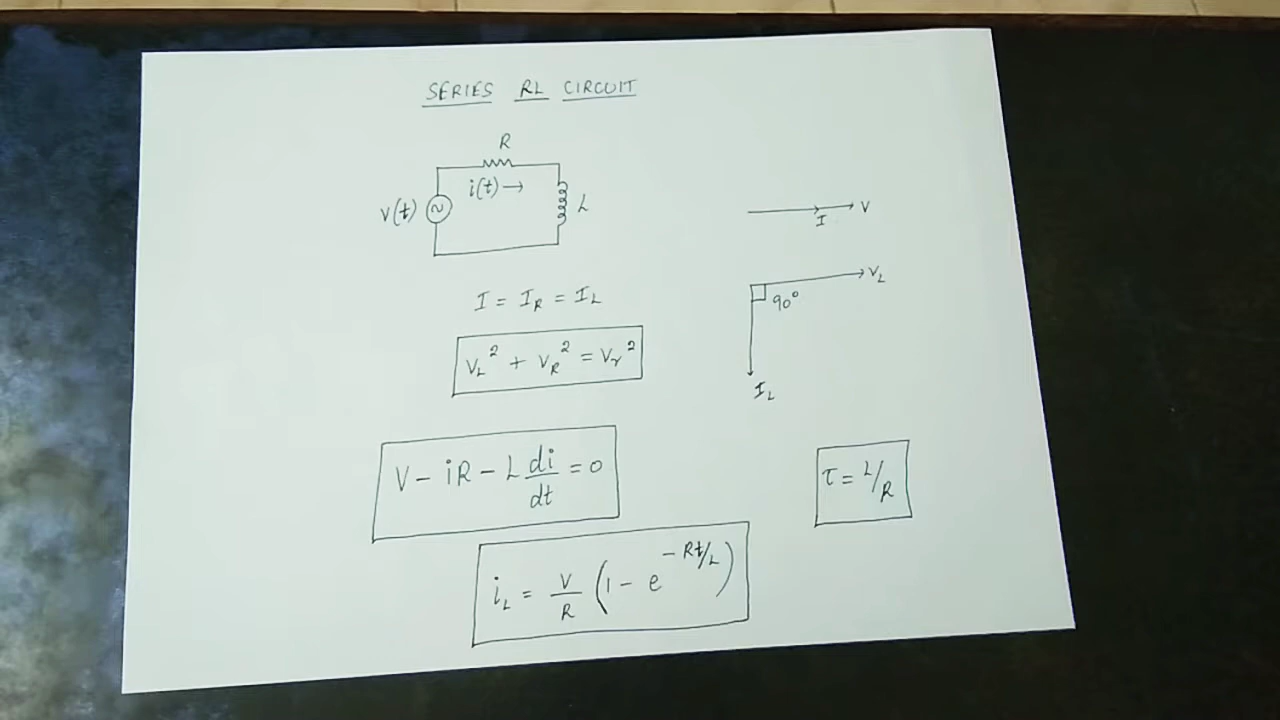 SERIES RL CIRCUIT
R
i(t) →
v(t)
L
I = I_R = I_L
V_L² + V_R² = V_T²
V - iR - L di/dt = 0
i_L = V/R (1 - e^(-Rt/L))
V
I
V_L
90°
I_L
τ = L/R